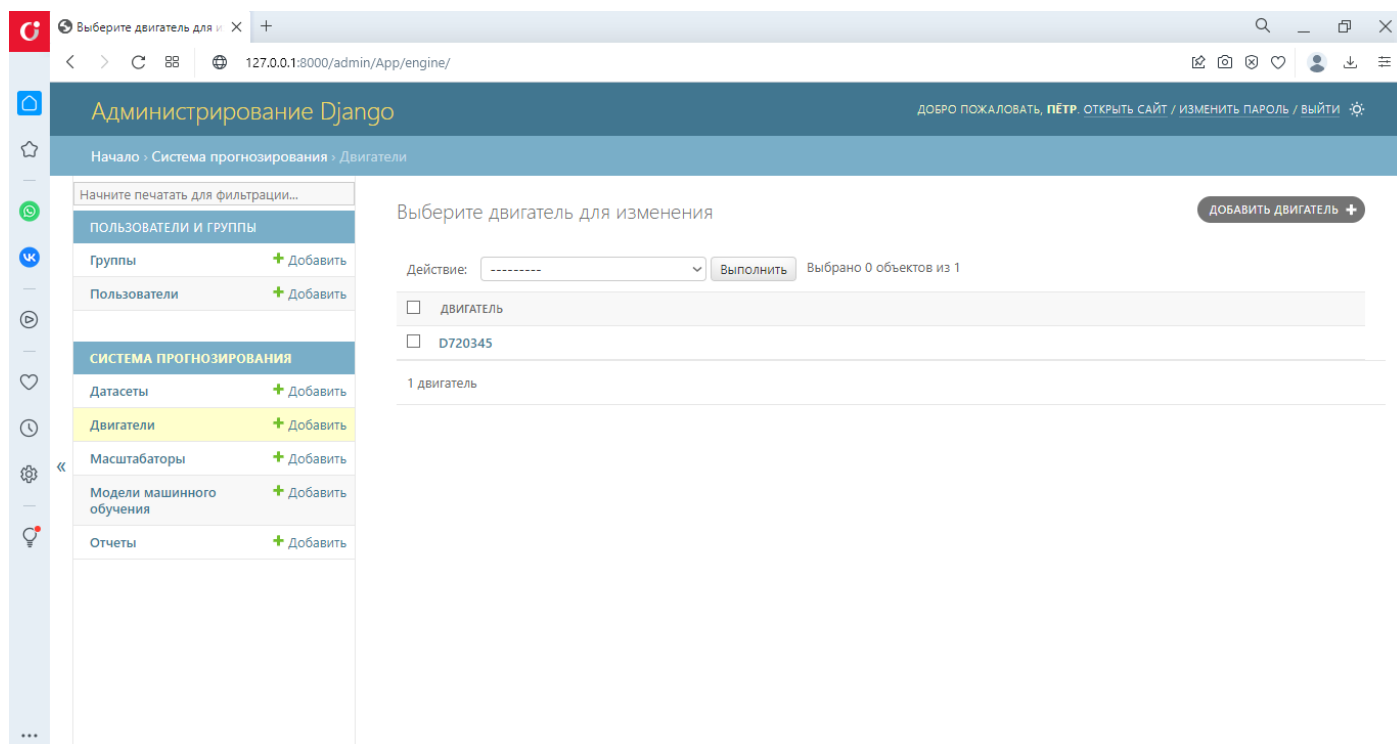 Выберите двигатель для и
127.0.0.1:8000/admin/App/engine/
Администрирование Django
ДОБРО ПОЖАЛОВАТЬ, ПЁТР. ОТКРЫТЬ САЙТ / ИЗМЕНИТЬ ПАРОЛЬ / ВЫЙТИ
Начало › Система прогнозирования › Двигатели
Начните печатать для фильтрации...
ПОЛЬЗОВАТЕЛИ И ГРУППЫ
Группы + Добавить
Пользователи + Добавить
СИСТЕМА ПРОГНОЗИРОВАНИЯ
Датасеты + Добавить
Двигатели + Добавить
Масштабаторы + Добавить
Модели машинного обучения + Добавить
Отчеты + Добавить
«
Выберите двигатель для изменения
ДОБАВИТЬ ДВИГАТЕЛЬ +
Действие: --------- Выполнить Выбрано 0 объектов из 1
ДВИГАТЕЛЬ
D720345
1 двигатель